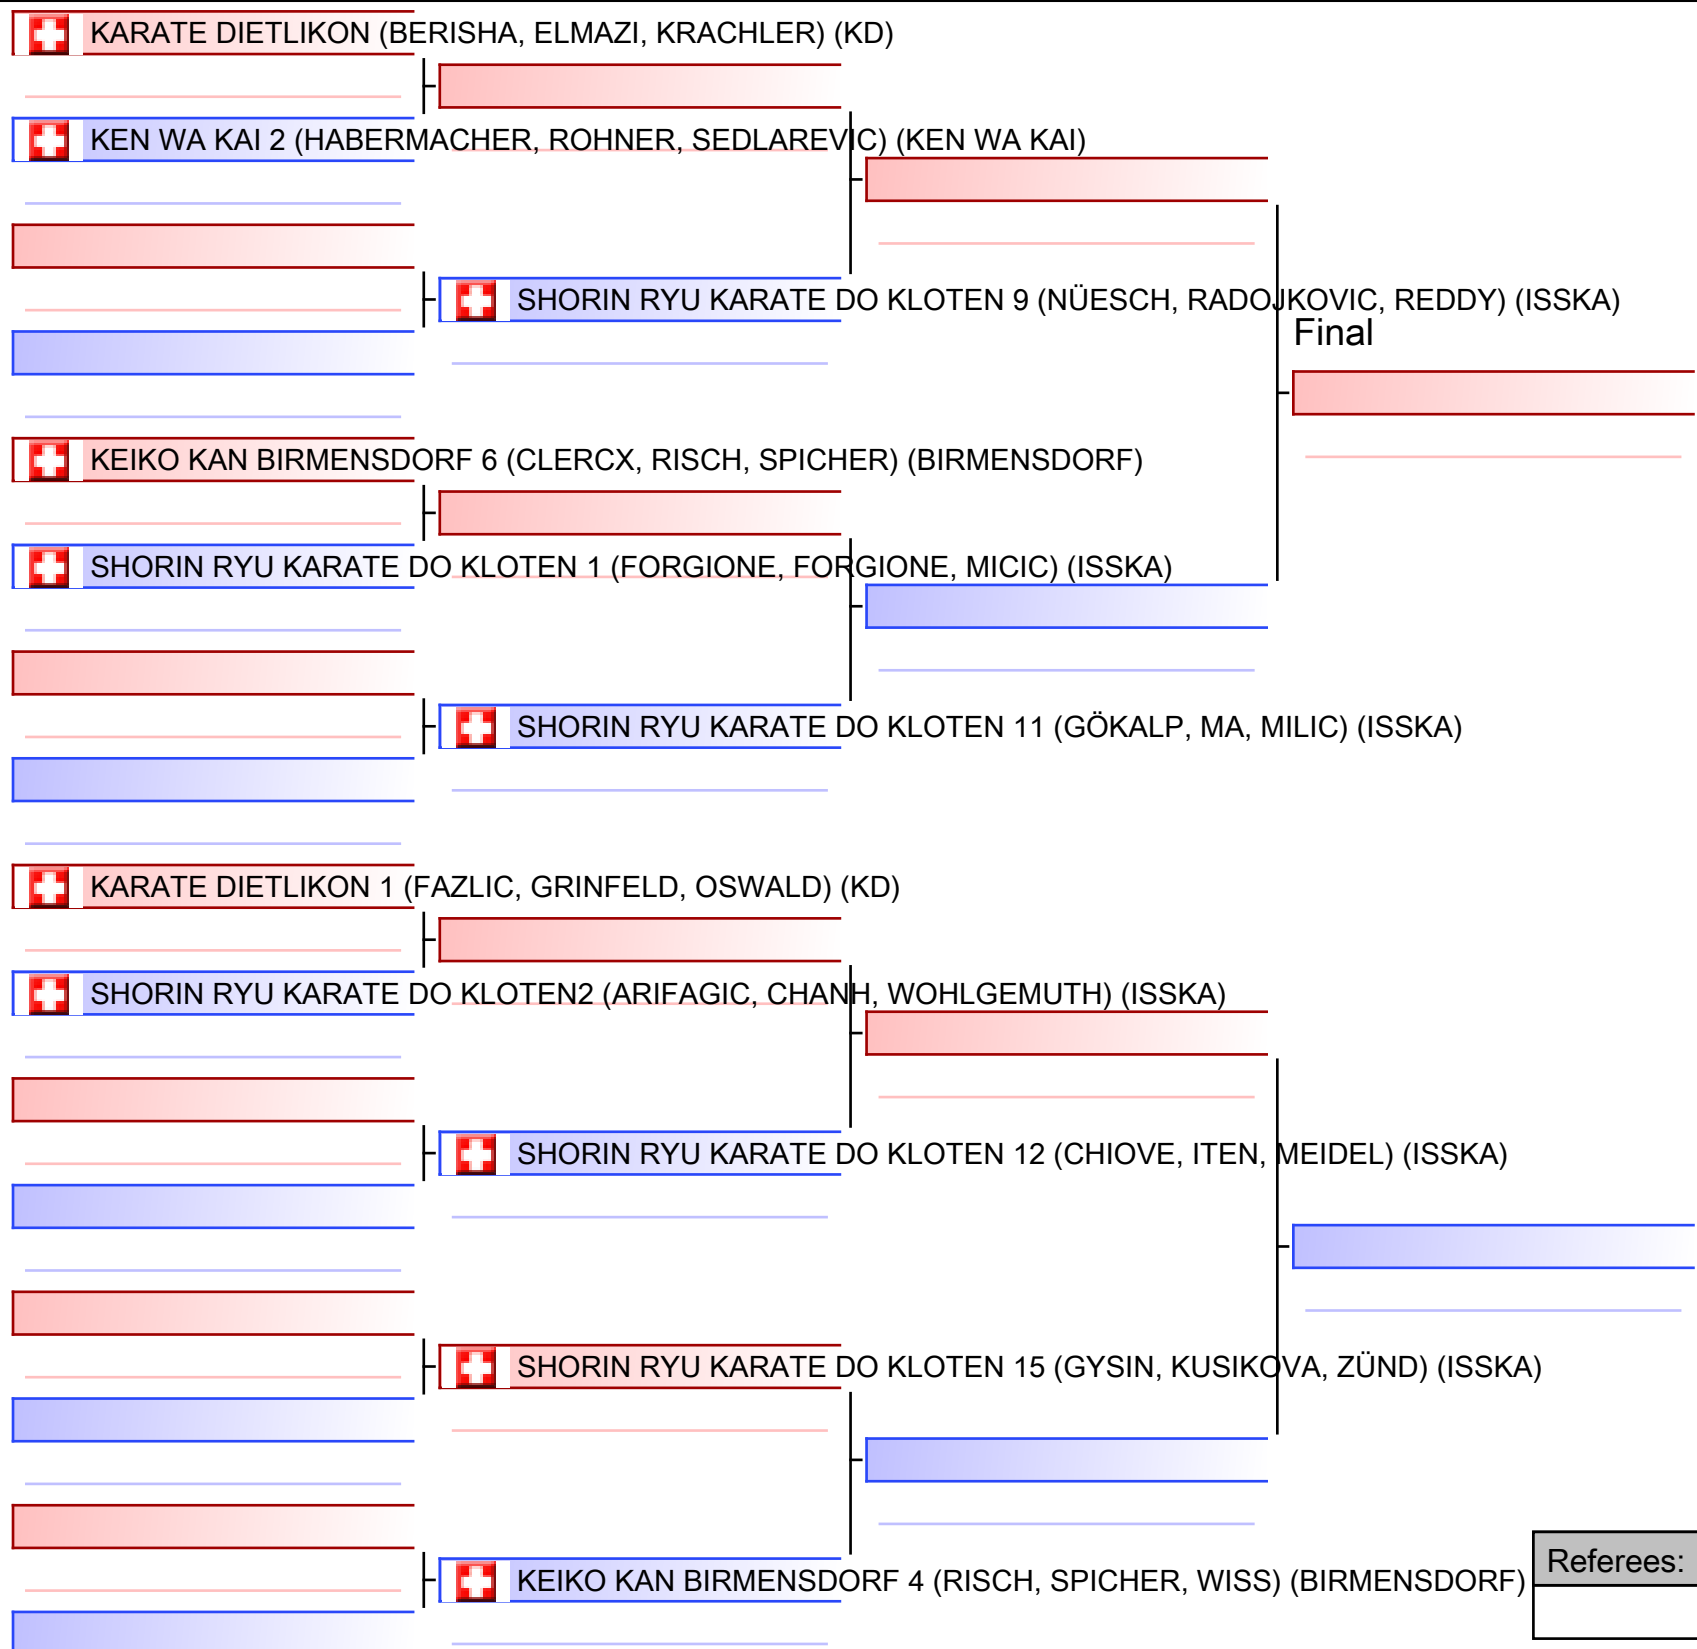 KARATE DIETLIKON (BERISHA, ELMAZI, KRACHLER) (KD)
KEN WA KAI 2 (HABERMACHER, ROHNER, SEDLAREVIC) (KEN WA KAI)
SHORIN RYU KARATE DO KLOTEN 9 (NÜESCH, RADOJKOVIC, REDDY) (ISSKA)
Final
KEIKO KAN BIRMENSDORF 6 (CLERCX, RISCH, SPICHER) (BIRMENSDORF)
SHORIN RYU KARATE DO KLOTEN 1 (FORGIONE, FORGIONE, MICIC) (ISSKA)
SHORIN RYU KARATE DO KLOTEN 11 (GÖKALP, MA, MILIC) (ISSKA)
KARATE DIETLIKON 1 (FAZLIC, GRINFELD, OSWALD) (KD)
SHORIN RYU KARATE DO KLOTEN2 (ARIFAGIC, CHANH, WOHLGEMUTH) (ISSKA)
SHORIN RYU KARATE DO KLOTEN 12 (CHIOVE, ITEN, MEIDEL) (ISSKA)
SHORIN RYU KARATE DO KLOTEN 15 (GYSIN, KUSIKOVA, ZÜND) (ISSKA)
KEIKO KAN BIRMENSDORF 4 (RISCH, SPICHER, WISS) (BIRMENSDORF)
Referees: